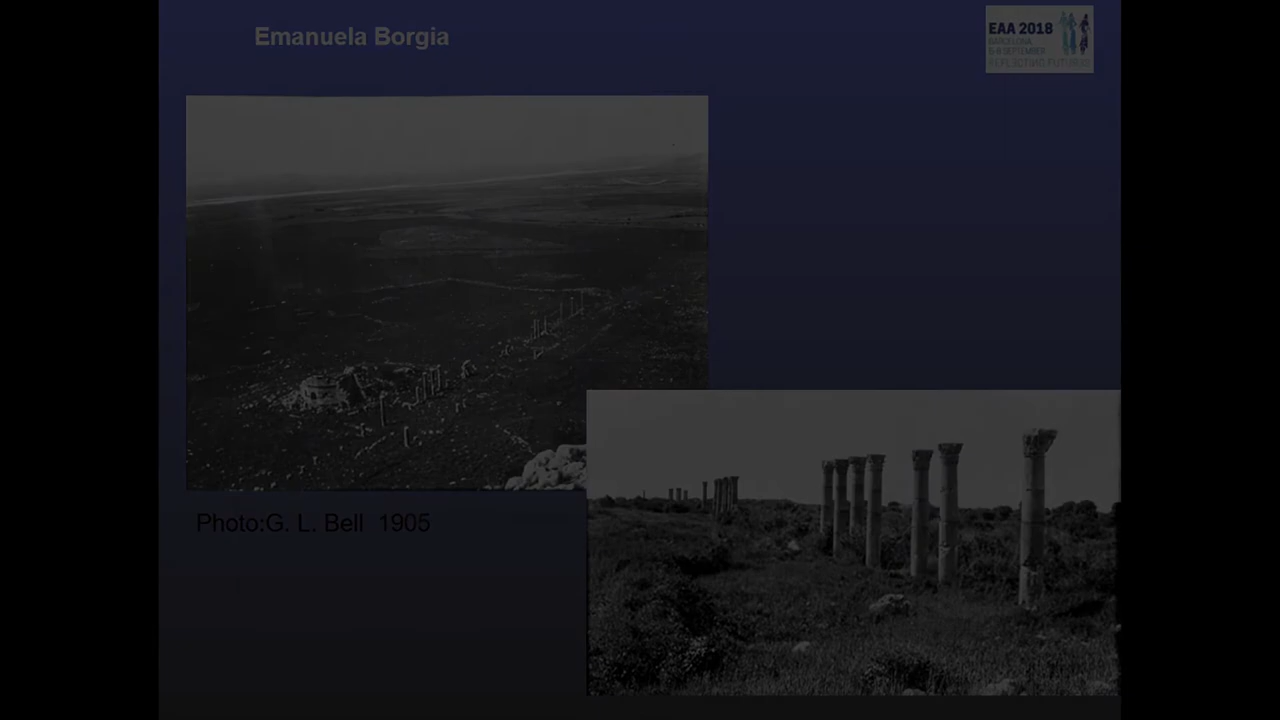 Emanuela Borgia
EAA 2018
BARCELONA
5-8 SEPTEMBER
REFLECTING FUTURES
Photo:G. L. Bell 1905